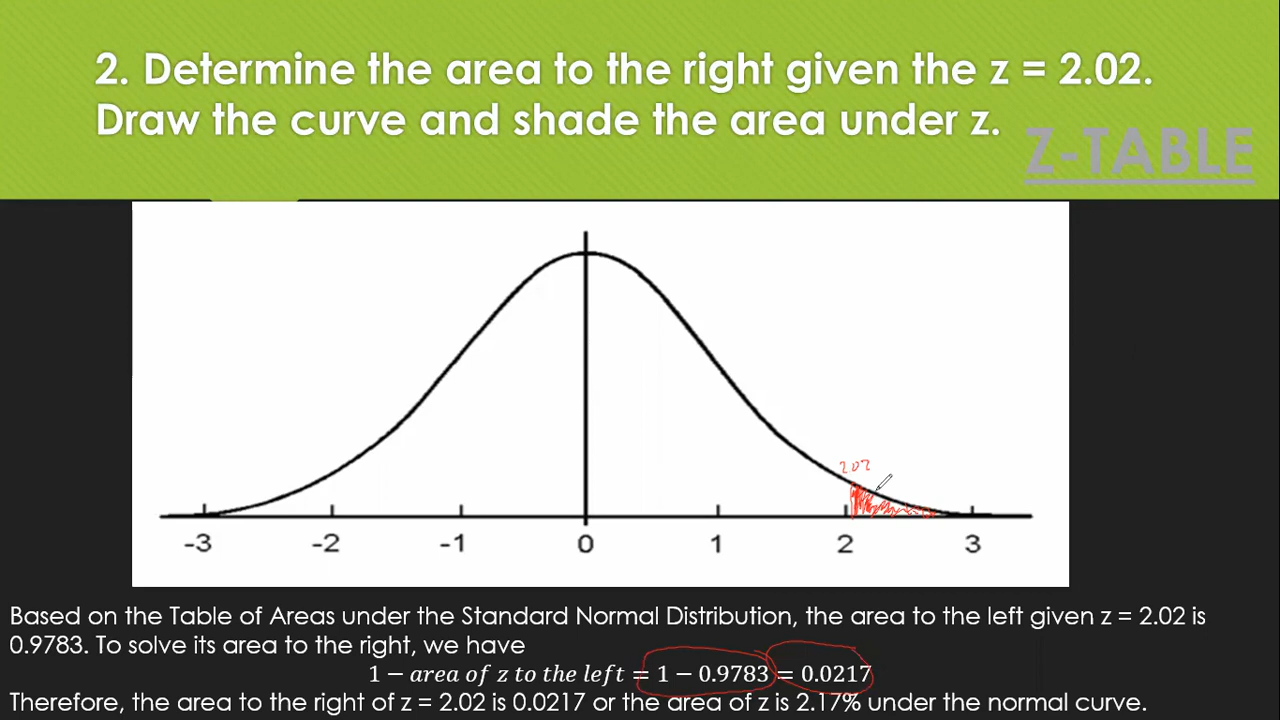 2. Determine the area to the right given the z = 2.02.
Draw the curve and shade the area under z.
Z-TABLE
2.02
-3 -2 -1 0 1 2 3
Based on the Table of Areas under the Standard Normal Distribution, the area to the left given z = 2.02 is
0.9783. To solve its area to the right, we have
1 − area of z to the left = 1 − 0.9783 = 0.0217
Therefore, the area to the right of z = 2.02 is 0.0217 or the area of z is 2.17% under the normal curve.